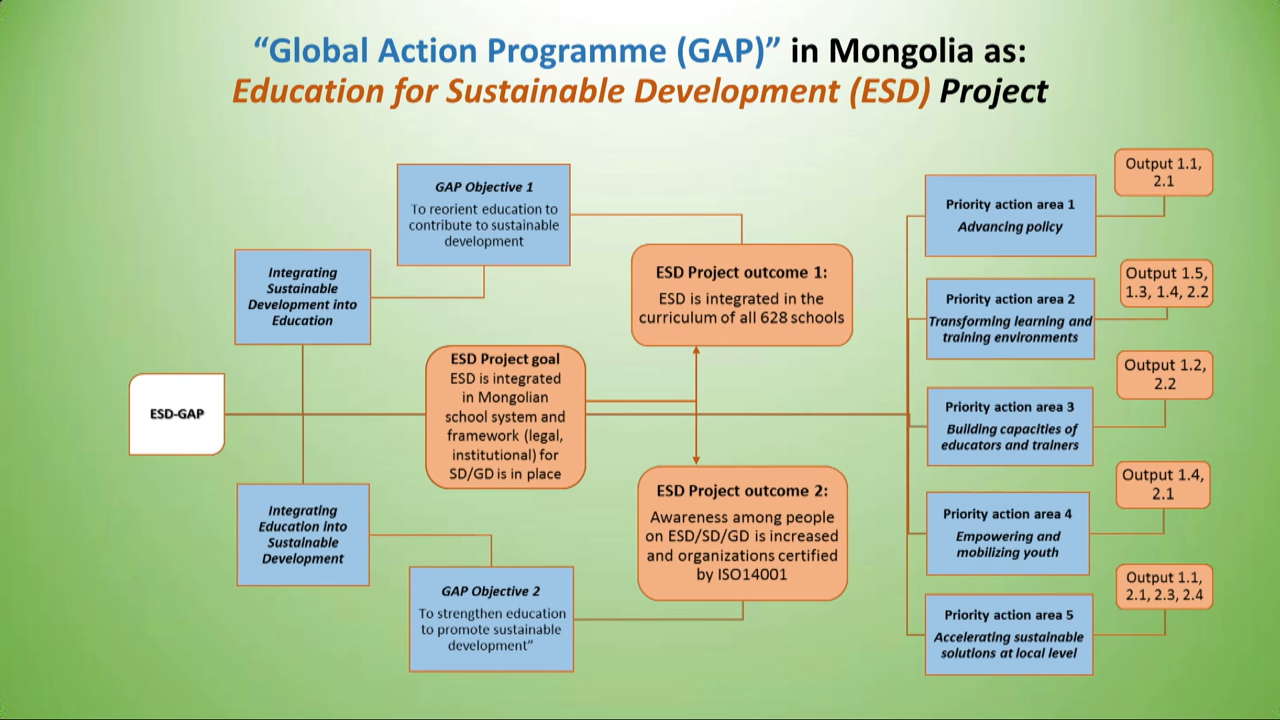 “Global Action Programme (GAP)” in Mongolia as:
Education for Sustainable Development (ESD) Project
ESD-GAP
Integrating
Sustainable
Development into
Education
Integrating
Education into
Sustainable
Development
GAP Objective 1
To reorient education to
contribute to sustainable
development
ESD Project goal
ESD is integrated
in Mongolian
school system and
framework (legal,
institutional) for
SD/GD is in place
GAP Objective 2
To strengthen education
to promote sustainable
development”
ESD Project outcome 1:
ESD is integrated in the
curriculum of all 628 schools
ESD Project outcome 2:
Awareness among people
on ESD/SD/GD is increased
and organizations certified
by ISO14001
Priority action area 1
Advancing policy
Output 1.1,
2.1
Priority action area 2
Transforming learning and
training environments
Output 1.5,
1.3, 1.4, 2.2
Priority action area 3
Building capacities of
educators and trainers
Output 1.2,
2.2
Priority action area 4
Empowering and
mobilizing youth
Output 1.4,
2.1
Priority action area 5
Accelerating sustainable
solutions at local level
Output 1.1,
2.1, 2.3, 2.4